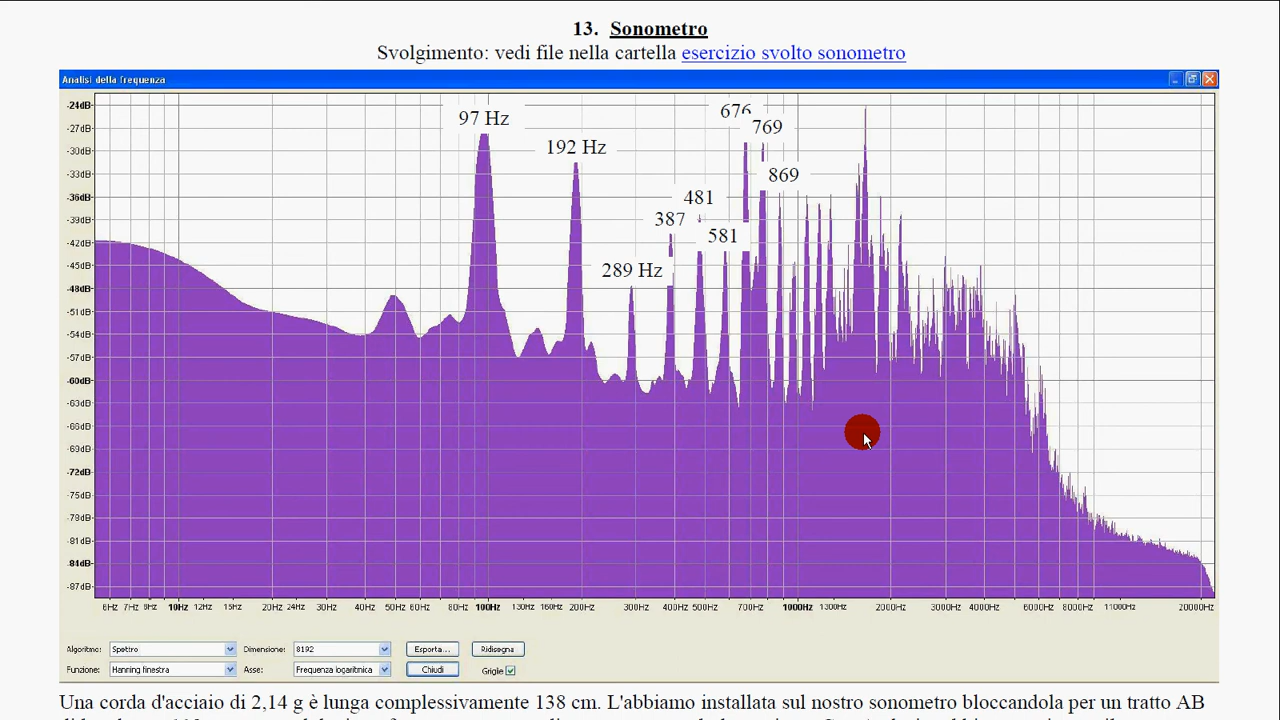 13. Sonometro
Svolgimento: vedi file nella cartella esercizio svolto sonometro
Analisi della frequenza
24dB
-27dB
-30dB
-33dB
-36dB
-39dB
-42dB
-45dB
-48dB
-51dB
-54dB
-57dB
-60dB
-63dB
-66dB
-69dB
-72dB
-75dB
-78dB
-81dB
-84dB
-87dB
97 Hz
192 Hz
289 Hz
387
481
581
676
769
869
6Hz 7Hz 8Hz 10Hz 12Hz 15Hz 20Hz 24Hz 30Hz 40Hz 50Hz 60Hz 80Hz 100Hz 130Hz 160Hz 200Hz 300Hz 400Hz 500Hz 700Hz 1000Hz 1300Hz 2000Hz 3000Hz 4000Hz 6000Hz 8000Hz 11000Hz 20000Hz
Algoritmo: Spettro Dimensione: 8192 Esporta... Ridisegna
Funzione: Hanning finestra Asse: Frequenza logaritmica Chiudi Griglie
Una corda d'acciaio di 2,14 g è lunga complessivamente 138 cm. L'abbiamo installata sul nostro sonometro bloccandola per un tratto AB